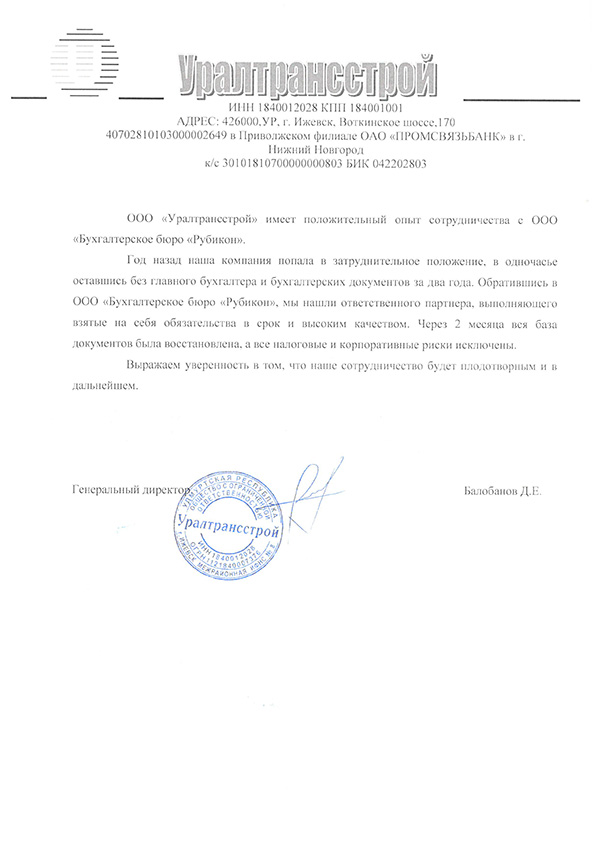 Уралтрансстрой
ИНН 1840012028 КПП 184001001
АДРЕС: 426000,УР, г. Ижевск, Воткинское шоссе,170
40702810103000002649 в Приволжском филиале ОАО «ПРОМСВЯЗЬБАНК» в г.
Нижний Новгород
к/с 30101810700000000803 БИК 042202803
ООО «Уралтрансстрой» имеет положительный опыт сотрудничества с ООО
«Бухгалтерское бюро «Рубикон».
Год назад наша компания попала в затруднительное положение, в одночасье
оставшись без главного бухгалтера и бухгалтерских документов за два года. Обратившись в
ООО «Бухгалтерское бюро «Рубикон», мы нашли ответственного партнера, выполняющего
взятые на себя обязательства в срок и высоким качеством. Через 2 месяца вся база
документов была восстановлена, а все налоговые и корпоративные риски исключены.
Выражаем уверенность в том, что наше сотрудничество будет плодотворным и в
дальнейшем.
Генеральный директор
Балобанов Д.Е.
УДМУРТСКАЯ РЕСПУБЛИКА
ОБЩЕСТВО С ОГРАНИЧЕННОЙ
ОТВЕТСТВЕННОСТЬЮ
Уралтрансстрой
ИНН 1840012028
ОГРН 1121840007376
Г.ИЖЕВСК МЕЖРАЙОННАЯ ИФНС №